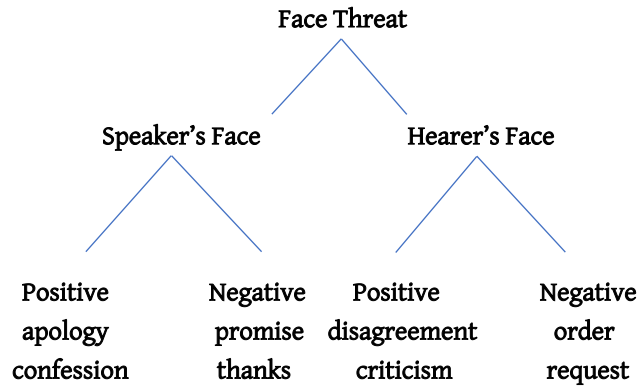 Face Threat
Speaker's Face Hearer's Face
Positive Negative Positive Negative
apology promise disagreement order
confession thanks criticism request